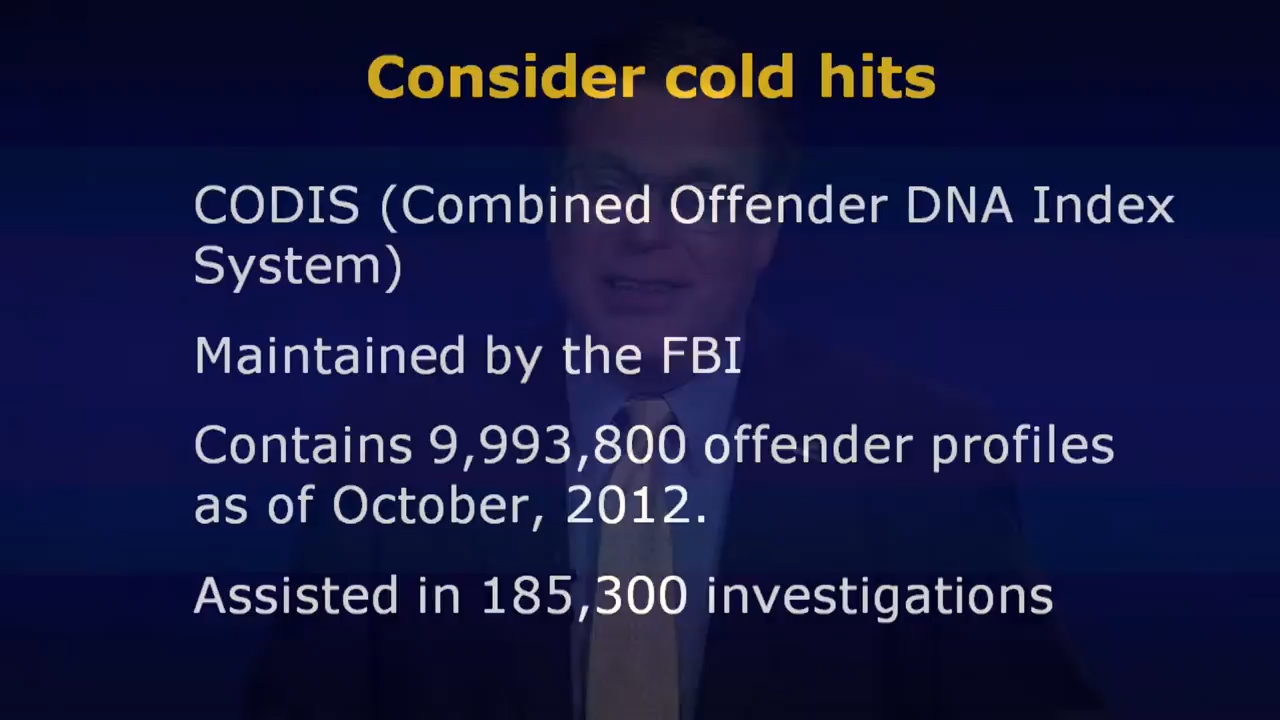 Consider cold hits
CODIS (Combined Offender DNA Index
System)
Maintained by the FBI
Contains 9,993,800 offender profiles
as of October, 2012.
Assisted in 185,300 investigations